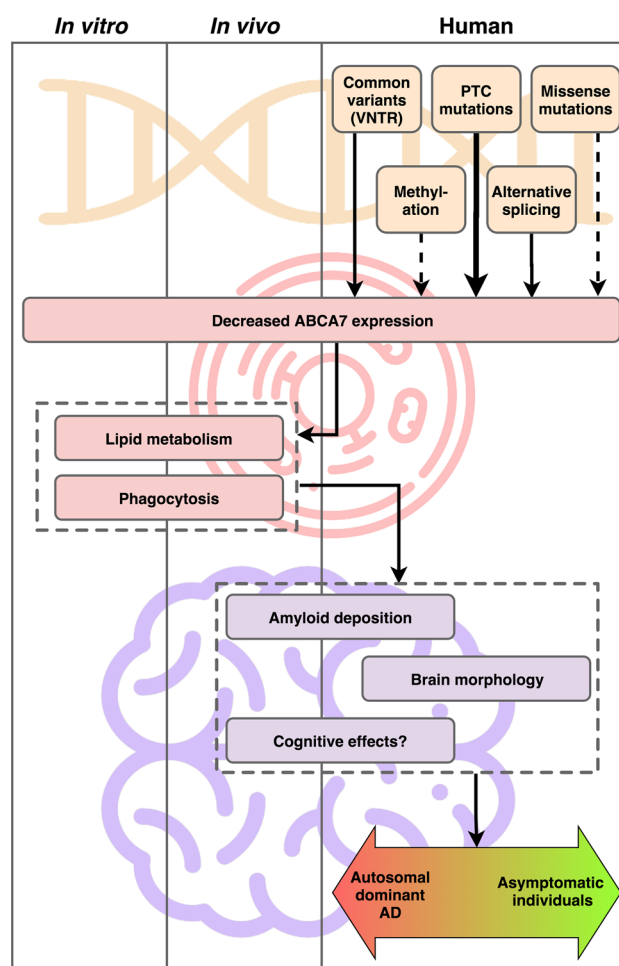 In vitro
In vivo
Human
Common
variants
(VNTR)
PTC
mutations
Missense
mutations
Methyl-
ation
Alternative
splicing
Decreased ABCA7 expression
Lipid metabolism
Phagocytosis
Amyloid deposition
Brain morphology
Cognitive effects?
Autosomal
dominant
AD
Asymptomatic
individuals